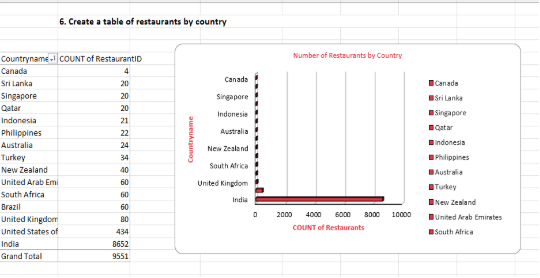 6. Create a table of restaurants by country
Countryname COUNT of RestaurantID
Canada 4
Sri Lanka 20
Singapore 20
Qatar 20
Indonesia 21
Philippines 22
Australia 24
Turkey 34
New Zealand 40
United Arab Emi 60
South Africa 60
Brazil 60
United Kingdom 80
United States of 434
India 8652
Grand Total 9551
Number of Restaurants by Country
Countryname
Canada
Singapore
Indonesia
Australia
New Zealand
South Africa
United Kingdom
India
0 2000 4000 6000 8000 10000
COUNT of Restaurants
Canada
Sri Lanka
Singapore
Qatar
Indonesia
Philippines
Australia
Turkey
New Zealand
United Arab Emirates
South Africa